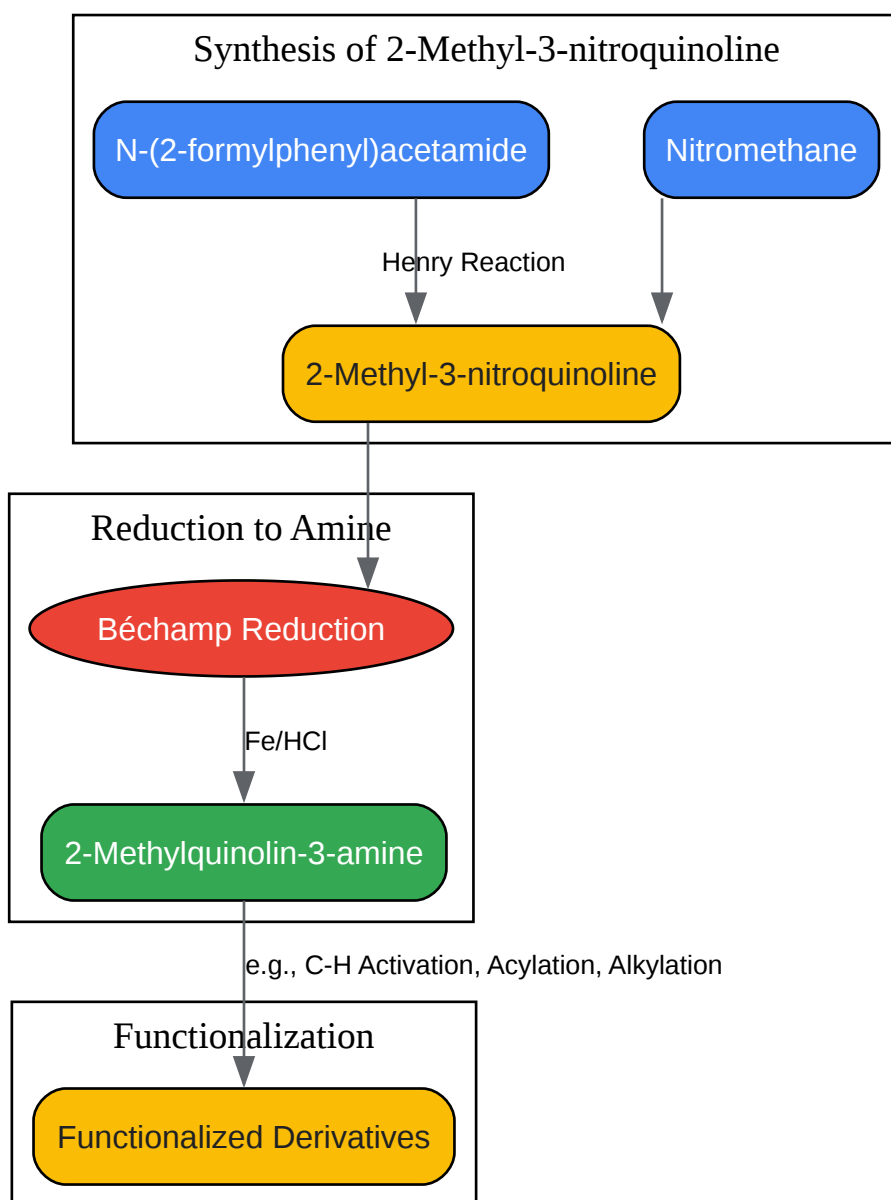 Synthesis of 2-Methyl-3-nitroquinoline
N-(2-formylphenyl)acetamide
Nitromethane
Henry Reaction
2-Methyl-3-nitroquinoline
Reduction to Amine
Béchamp Reduction
Fe/HCl
2-Methylquinolin-3-amine
e.g., C-H Activation, Acylation, Alkylation
Functionalization
Functionalized Derivatives